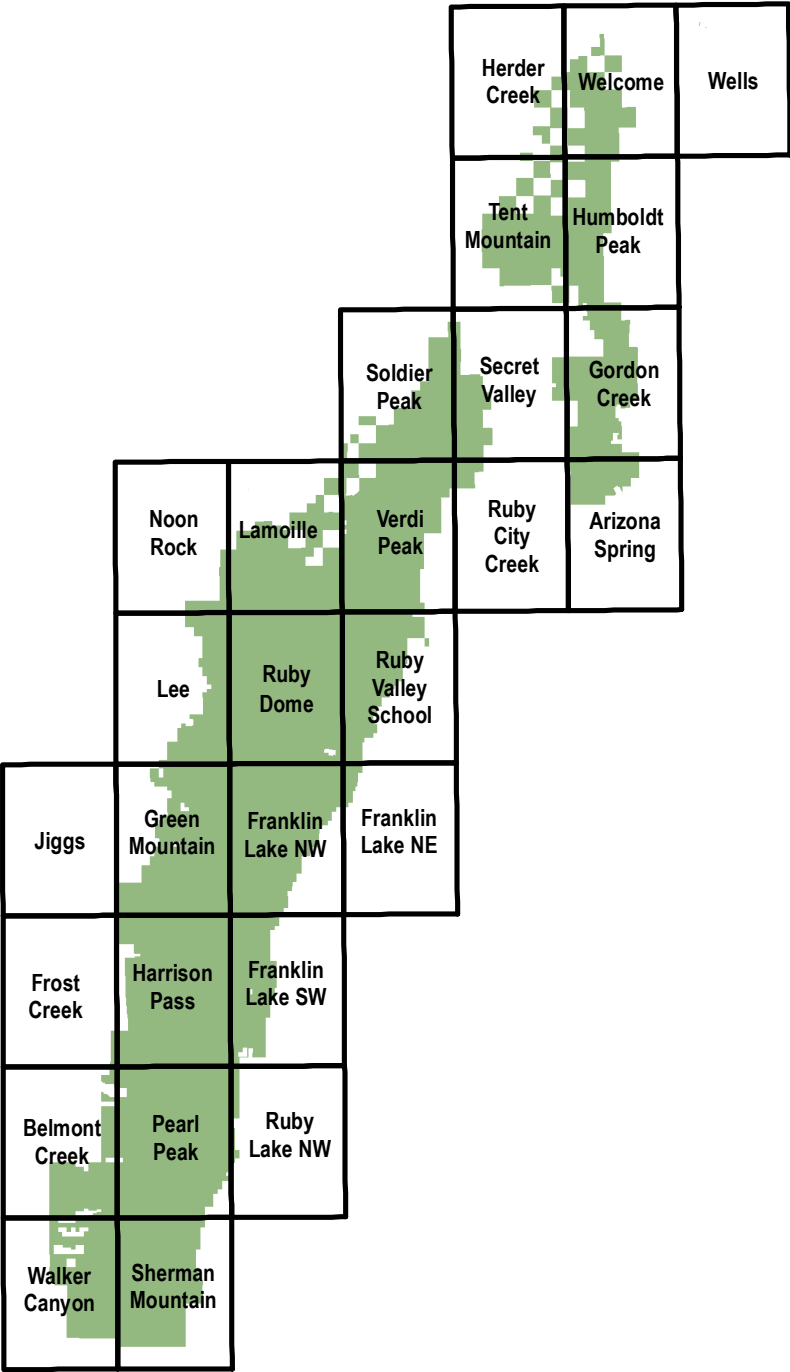 Herder
Creek
Welcome
Wells
Tent
Mountain
Humboldt
Peak
Soldier
Peak
Secret
Valley
Gordon
Creek
Noon
Rock
Lamoille
Verdi
Peak
Ruby
City
Creek
Arizona
Spring
Lee
Ruby
Dome
Ruby
Valley
School
Jiggs
Green
Mountain
Franklin
Lake NW
Franklin
Lake NE
Frost
Creek
Harrison
Pass
Franklin
Lake SW
Belmont
Creek
Pearl
Peak
Ruby
Lake NW
Walker
Canyon
Sherman
Mountain